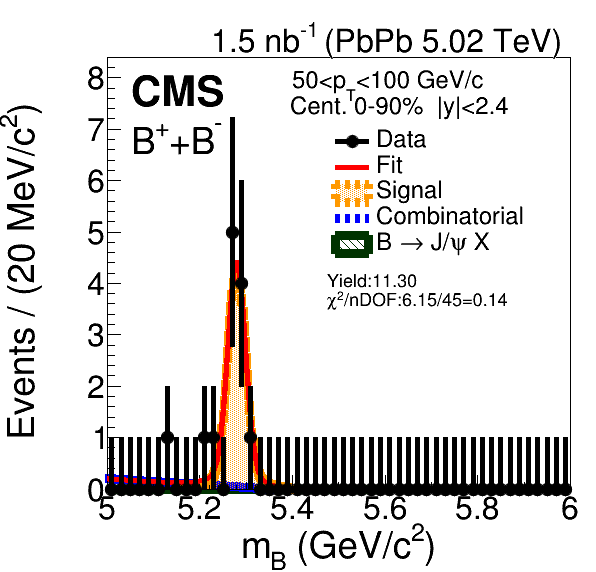 1.5 nb⁻¹ (PbPb 5.02 TeV)
CMS
B⁺+B⁻
50<p_T<100 GeV/c
Cent. 0-90% |y|<2.4
Data
Fit
Signal
Combinatorial
B → J/ψ X
Yield:11.30
χ²/nDOF:6.15/45=0.14
Events / (20 MeV/c²)
8
7
6
5
4
3
2
1
0
5 5.2 5.4 5.6 5.8 6
m_B (GeV/c²)